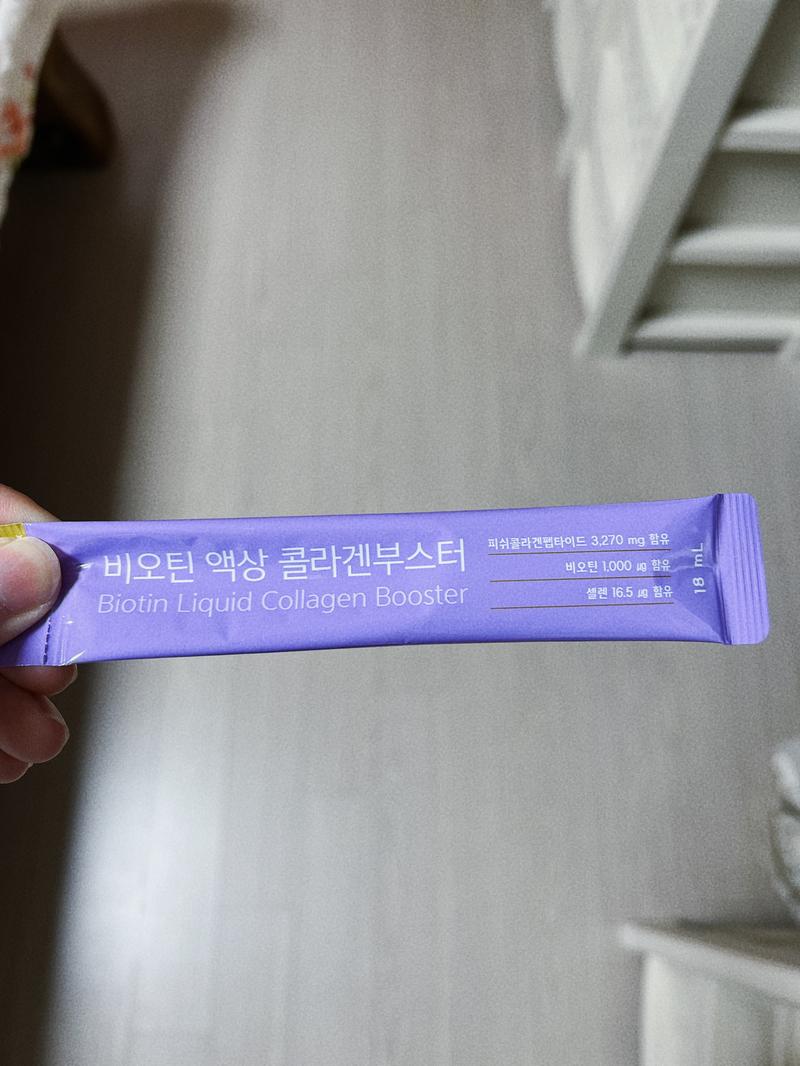 비오틴 액상 콜라겐부스터
Biotin Liquid Collagen Booster
피쉬콜라겐펩타이드 3,270 mg 함유
비오틴 1,000 ㎍ 함유
셀렌 16.5 ㎍ 함유
18 mL